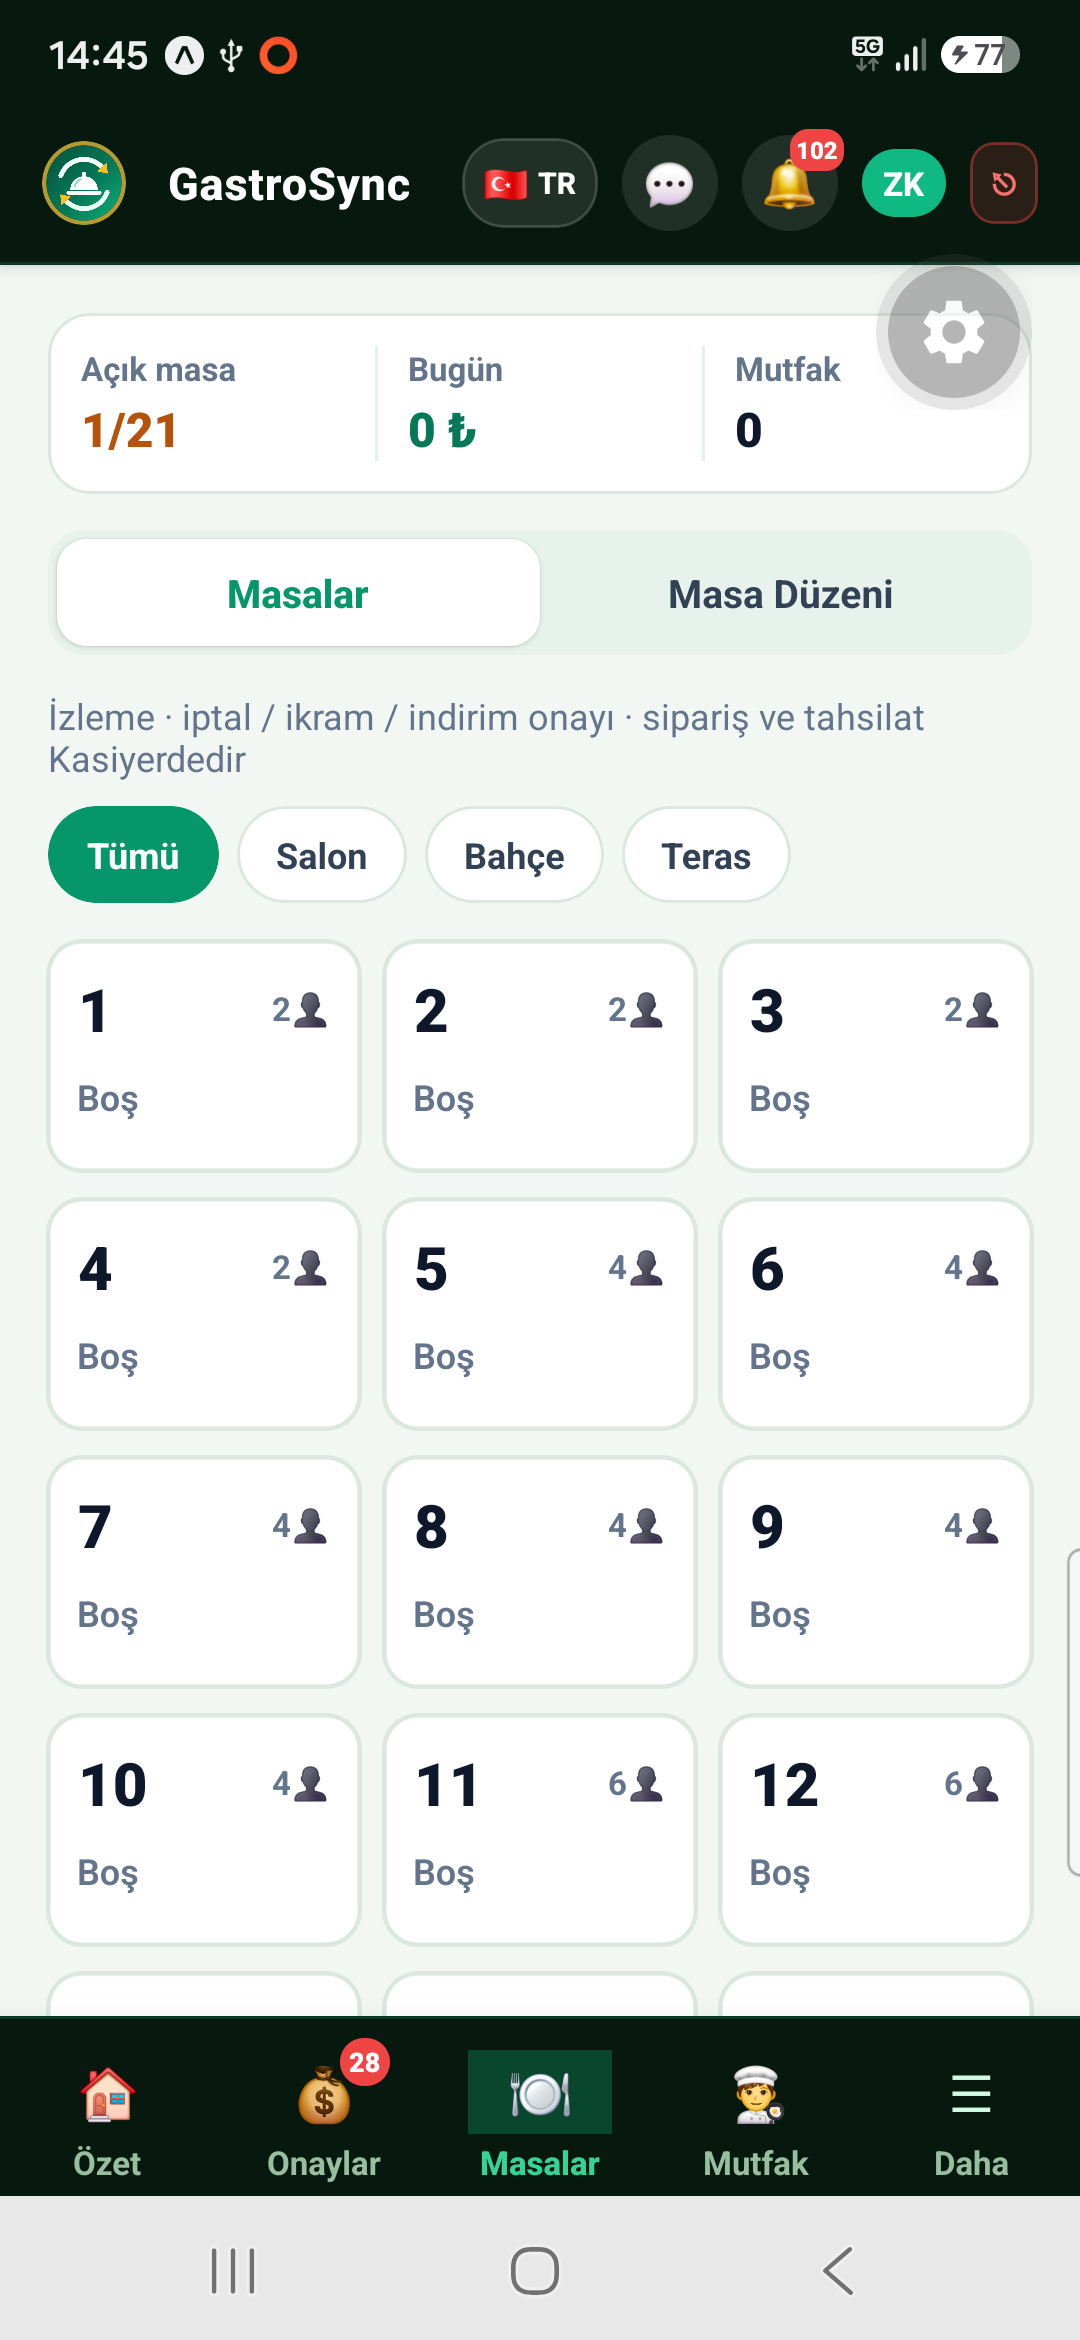 14:45
5G
77
GastroSync
TR
102
ZK
Açık masa
1/21
Bugün
0 ₺
Mutfak
0
Masalar
Masa Düzeni
İzleme · iptal / ikram / indirim onayı · sipariş ve tahsilat
Kasiyerdedir
Tümü
Salon
Bahçe
Teras
1
2
Boş
2
2
Boş
3
2
Boş
4
2
Boş
5
4
Boş
6
4
Boş
7
4
Boş
8
4
Boş
9
4
Boş
10
4
Boş
11
6
Boş
12
6
Boş
Özet
28
Onaylar
Masalar
Mutfak
Daha